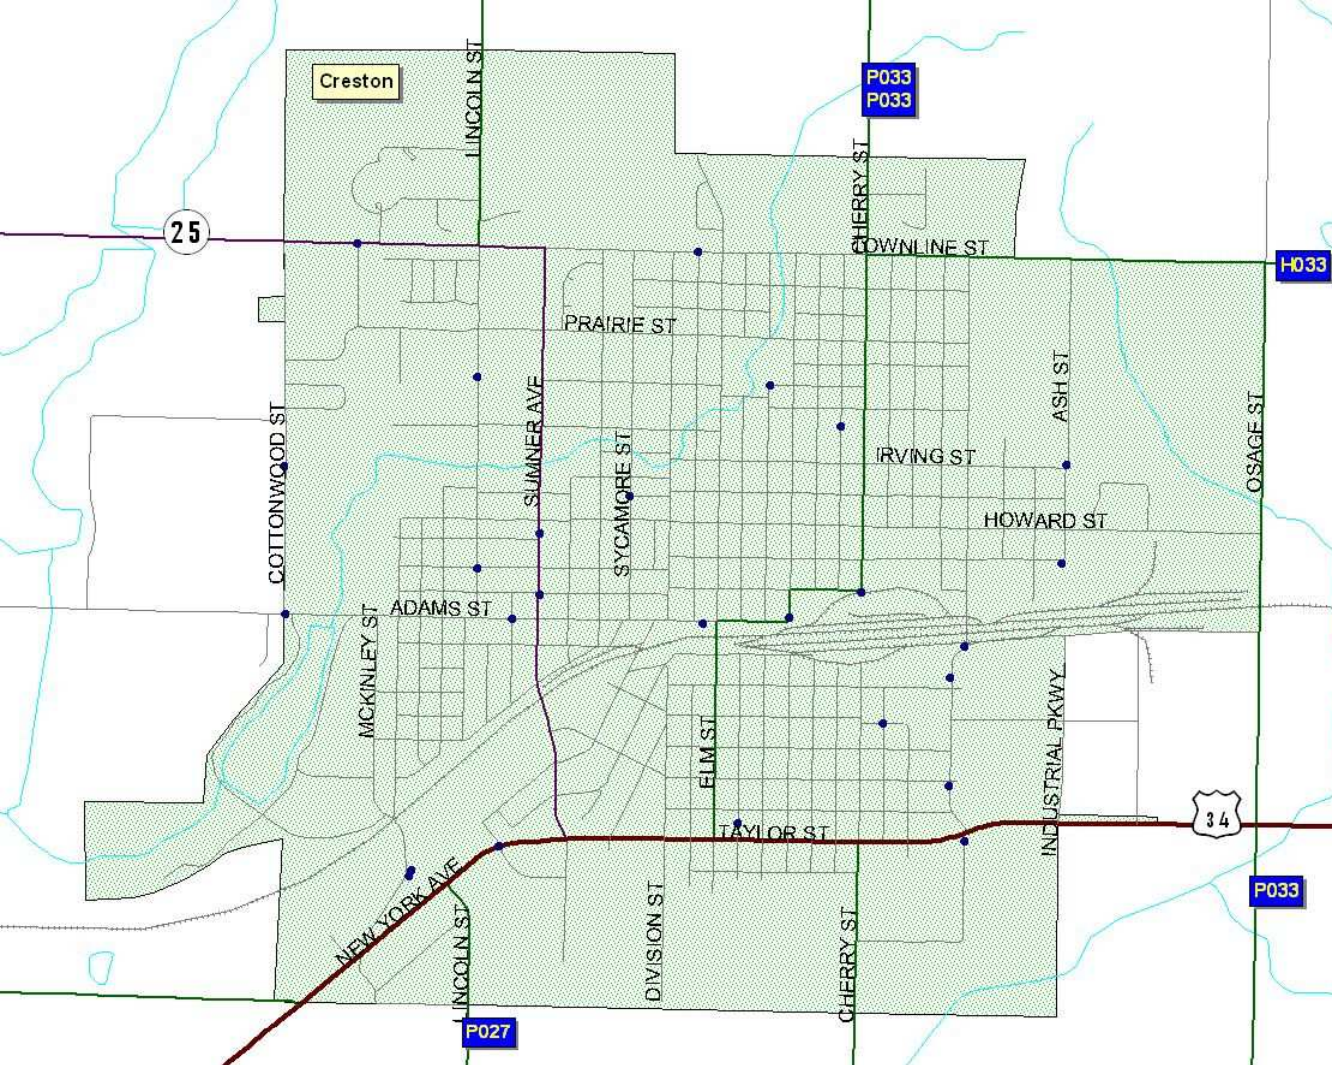 Creston
LINCOLN ST
P033
P033
CHERRY ST
25
TOWNLINE ST
H033
PRAIRIE ST
ASH ST
SUMNER AVE
OSAGE ST
COTTONWOOD ST
SYCAMORE ST
IRVING ST
HOWARD ST
ADAMS ST
MCKINLEY ST
ELM ST
INDUSTRIAL PKWY
34
TAYLOR ST
NEW YORK AVE
P033
LINCOLN ST
DIVISION ST
CHERRY ST
P027